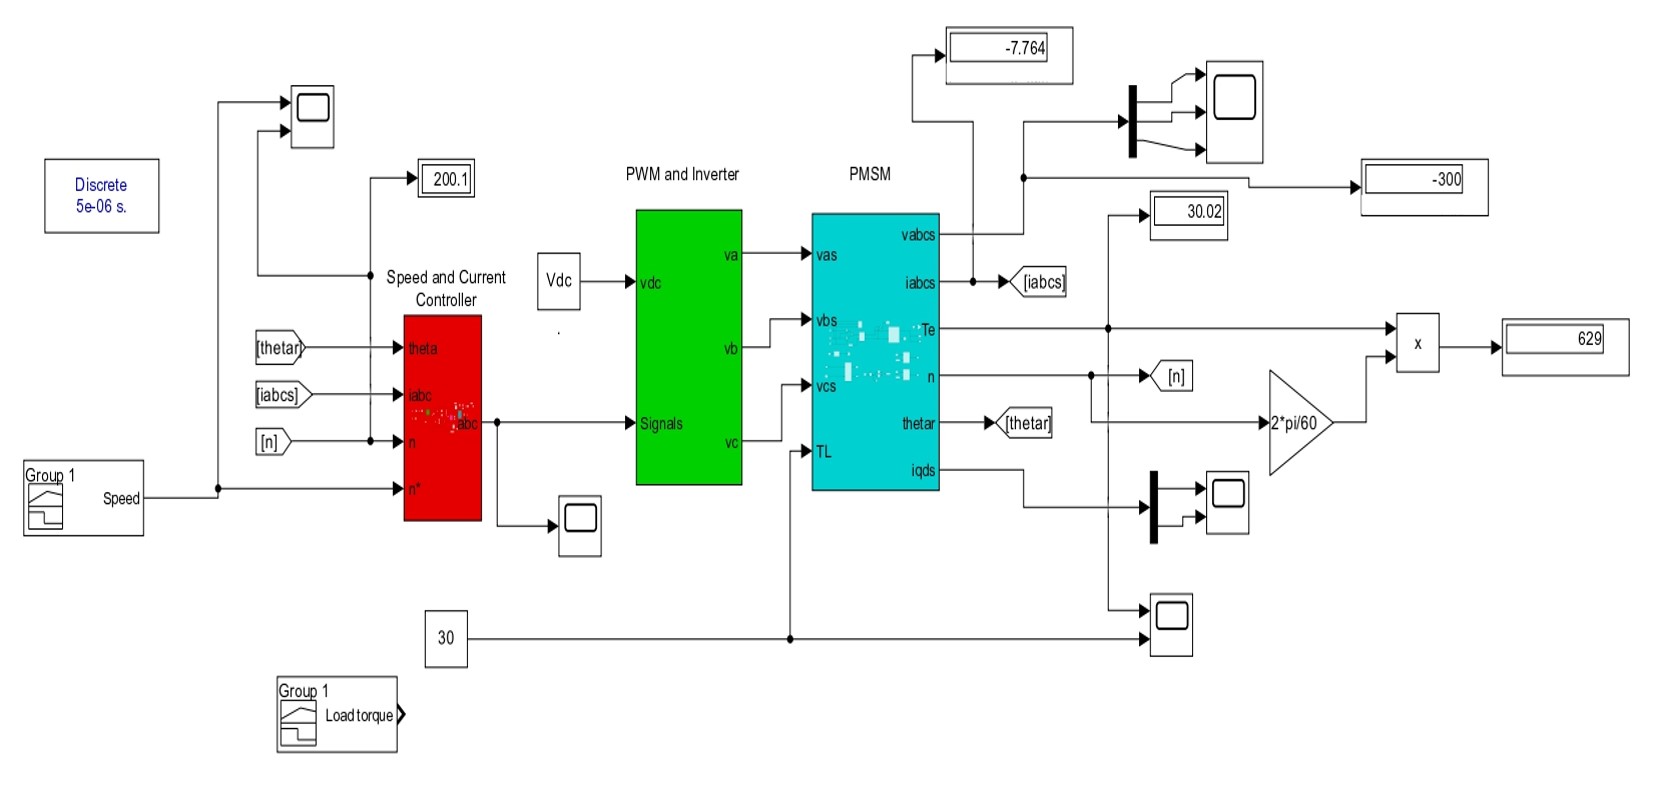 -7.764
Discrete
5e-06 s.
200.1
PWM and Inverter
PMSM
-300
30.02
Vdc
vdc
va
vb
Signals
vc
vas
vbs
vcs
TL
vabcs
iabcs
Te
n
thetar
iqds
[iabcs]
[n]
[thetar]
2*pi/60
x
629
Speed and Current
Controller
[thetar]
[iabcs]
[n]
theta
iabc
n
n*
abc
Group 1
Speed
30
Group 1
Load torque